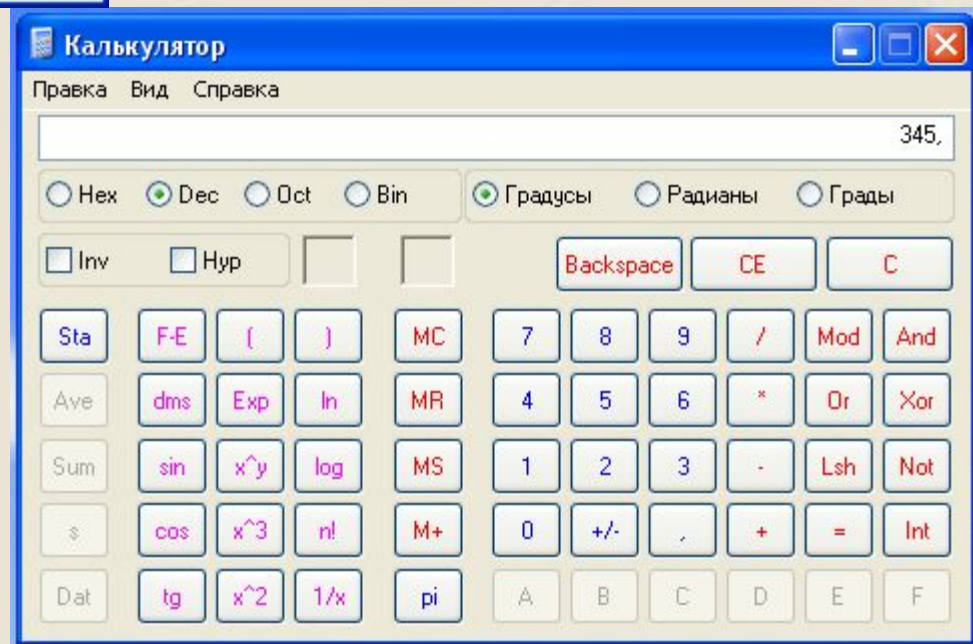 Калькулятор
Правка Вид Справка
345,
Hex Dec Oct Bin Градусы Радианы Грады
Inv Hyp Backspace CE C
Sta F-E ( ) MC 7 8 9 / Mod And
Ave dms Exp ln MR 4 5 6 * Or Xor
Sum sin x^y log MS 1 2 3 - Lsh Not
s cos x^3 n! M+ 0 +/- , + = Int
Dat tg x^2 1/x pi A B C D E F